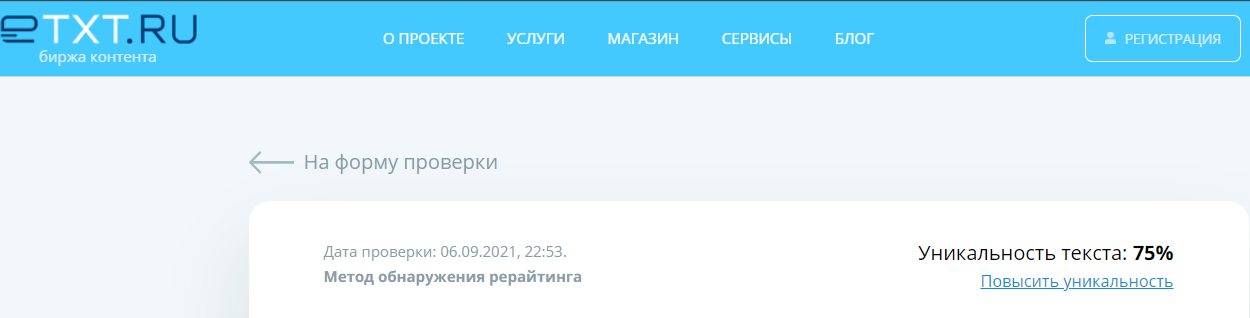 eTXT.RU
биржа контента
О ПРОЕКТЕ УСЛУГИ МАГАЗИН СЕРВИСЫ БЛОГ РЕГИСТРАЦИЯ
На форму проверки
Дата проверки: 06.09.2021, 22:53.
Метод обнаружения рерайтинга
Уникальность текста: 75%
Повысить уникальность